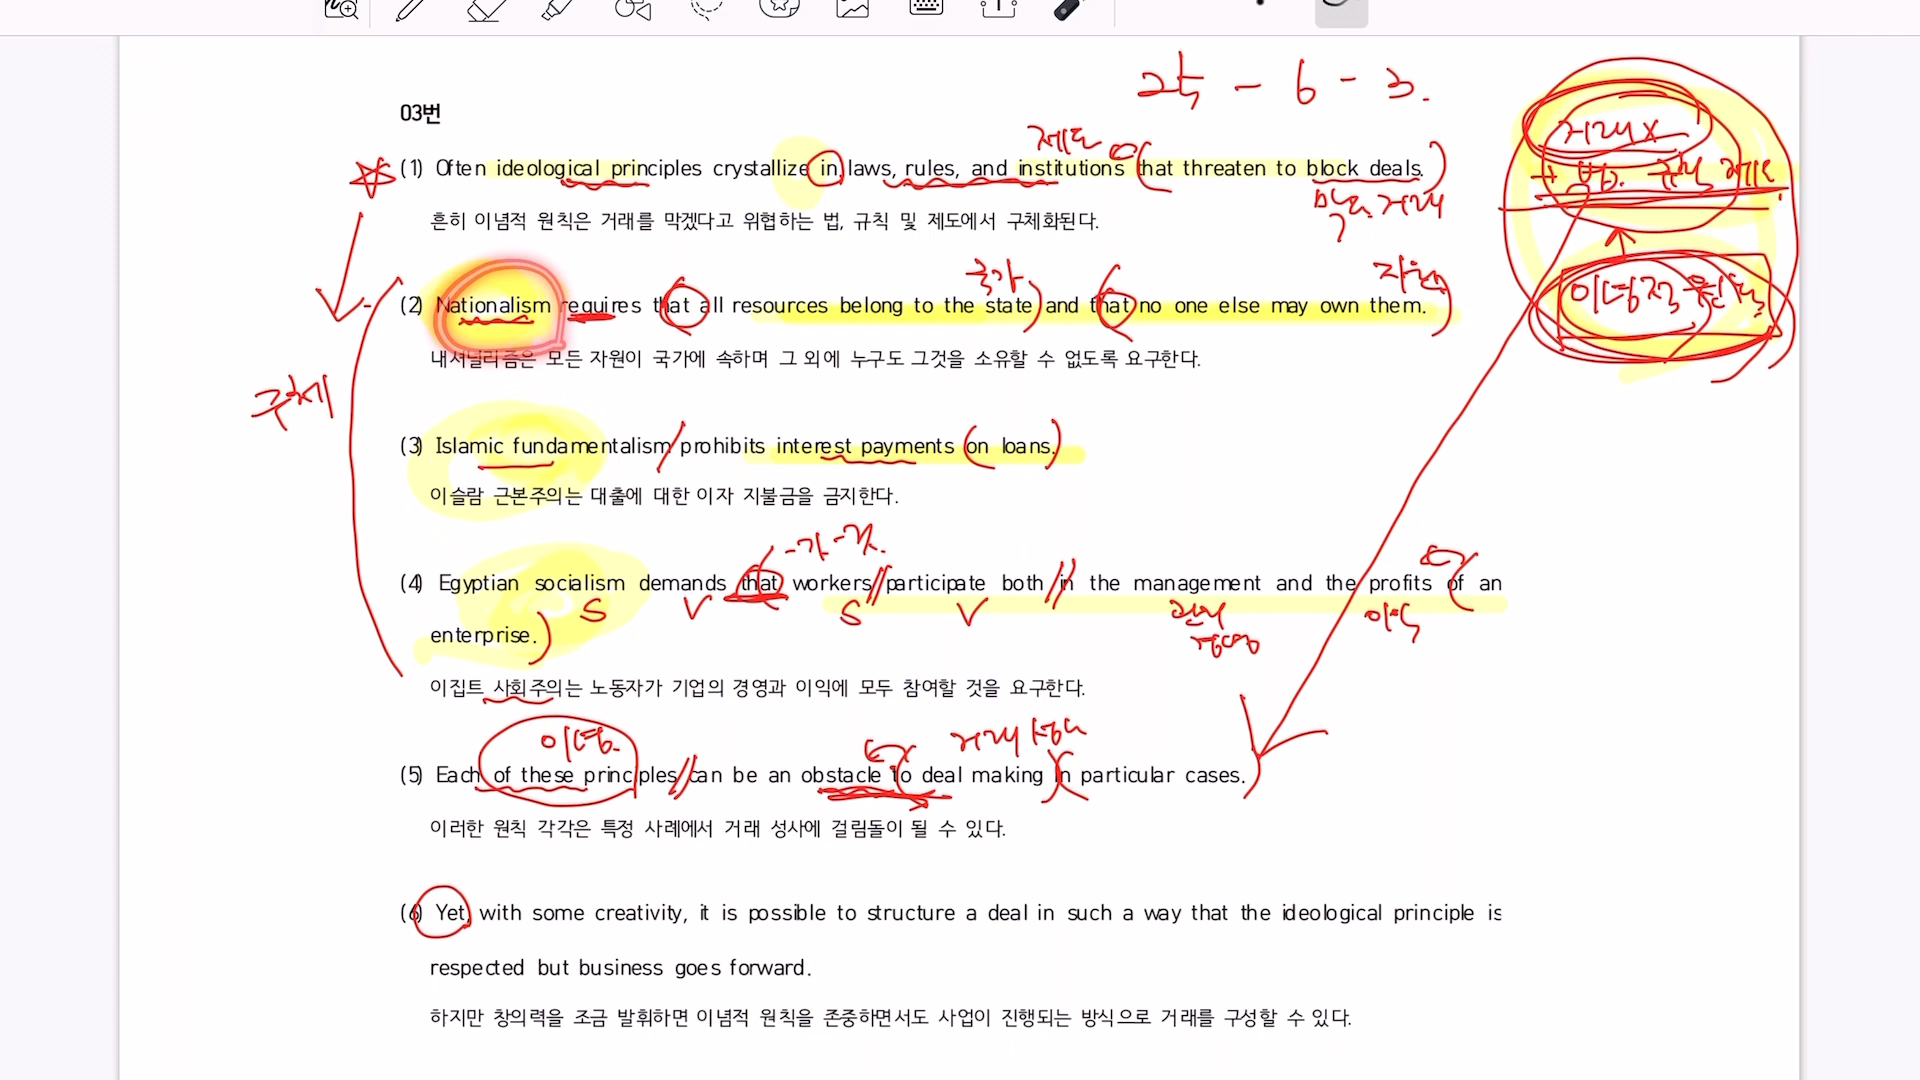 25 - 6 - 3.
03번
제도
(1) Often ideological principles crystallize in laws, rules, and institutions that threaten to block deals.
거래 X
막다. 거래
흔히 이념적 원칙은 거래를 막겠다고 위협하는 법, 규칙 및 제도에서 구체화된다.
국가
자원
이념적 원칙
(2) Nationalism requires that all resources belong to the state and that no one else may own them.
내셔널리즘은 모든 자원이 국가에 속하며 그 외에 누구도 그것을 소유할 수 없도록 요구한다.
구체
(3) Islamic fundamentalism prohibits interest payments on loans.
이슬람 근본주의는 대출에 대한 이자 지불금을 금지한다.
(4) Egyptian socialism demands that workers participate both in the management and the profits of an
S V S V
이익
enterprise.
이집트 사회주의는 노동자가 기업의 경영과 이익에 모두 참여할 것을 요구한다.
이념.
거래 성사
(5) Each of these principles can be an obstacle to deal making in particular cases.
이러한 원칙 각각은 특정 사례에서 거래 성사에 걸림돌이 될 수 있다.
(6) Yet, with some creativity, it is possible to structure a deal in such a way that the ideological principle is
respected but business goes forward.
하지만 창의력을 조금 발휘하면 이념적 원칙을 존중하면서도 사업이 진행되는 방식으로 거래를 구성할 수 있다.